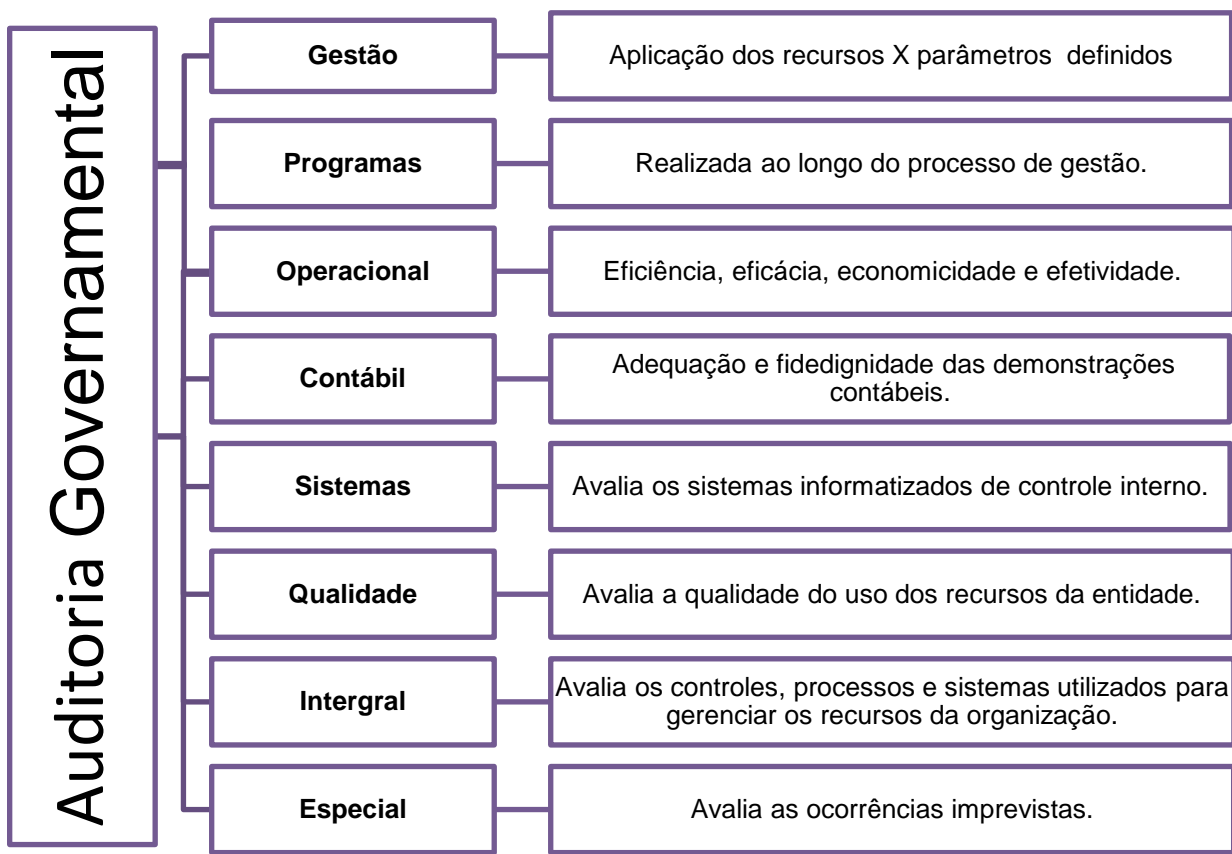 Auditoria Governamental
Gestão
Aplicação dos recursos X parâmetros definidos
Programas
Realizada ao longo do processo de gestão.
Operacional
Eficiência, eficácia, economicidade e efetividade.
Contábil
Adequação e fidedignidade das demonstrações
contábeis.
Sistemas
Avalia os sistemas informatizados de controle interno.
Qualidade
Avalia a qualidade do uso dos recursos da entidade.
Intergral
Avalia os controles, processos e sistemas utilizados para
gerenciar os recursos da organização.
Especial
Avalia as ocorrências imprevistas.